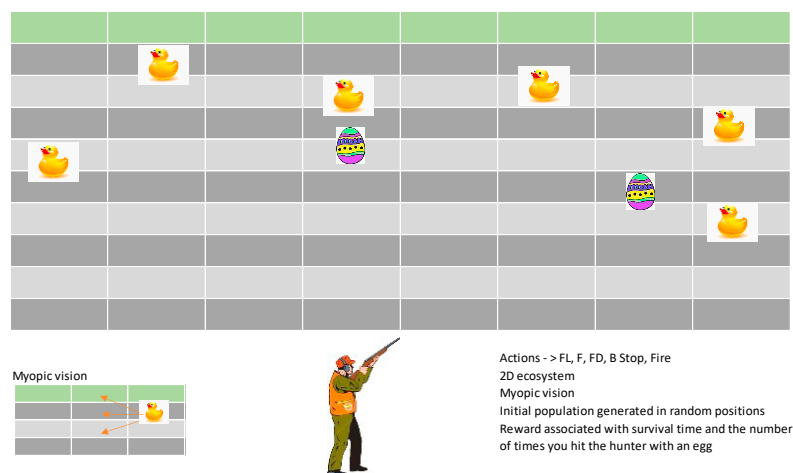 Myopic vision
Actions - > FL, F, FD, B Stop, Fire
2D ecosystem
Myopic vision
Initial population generated in random positions
Reward associated with survival time and the number
of times you hit the hunter with an egg